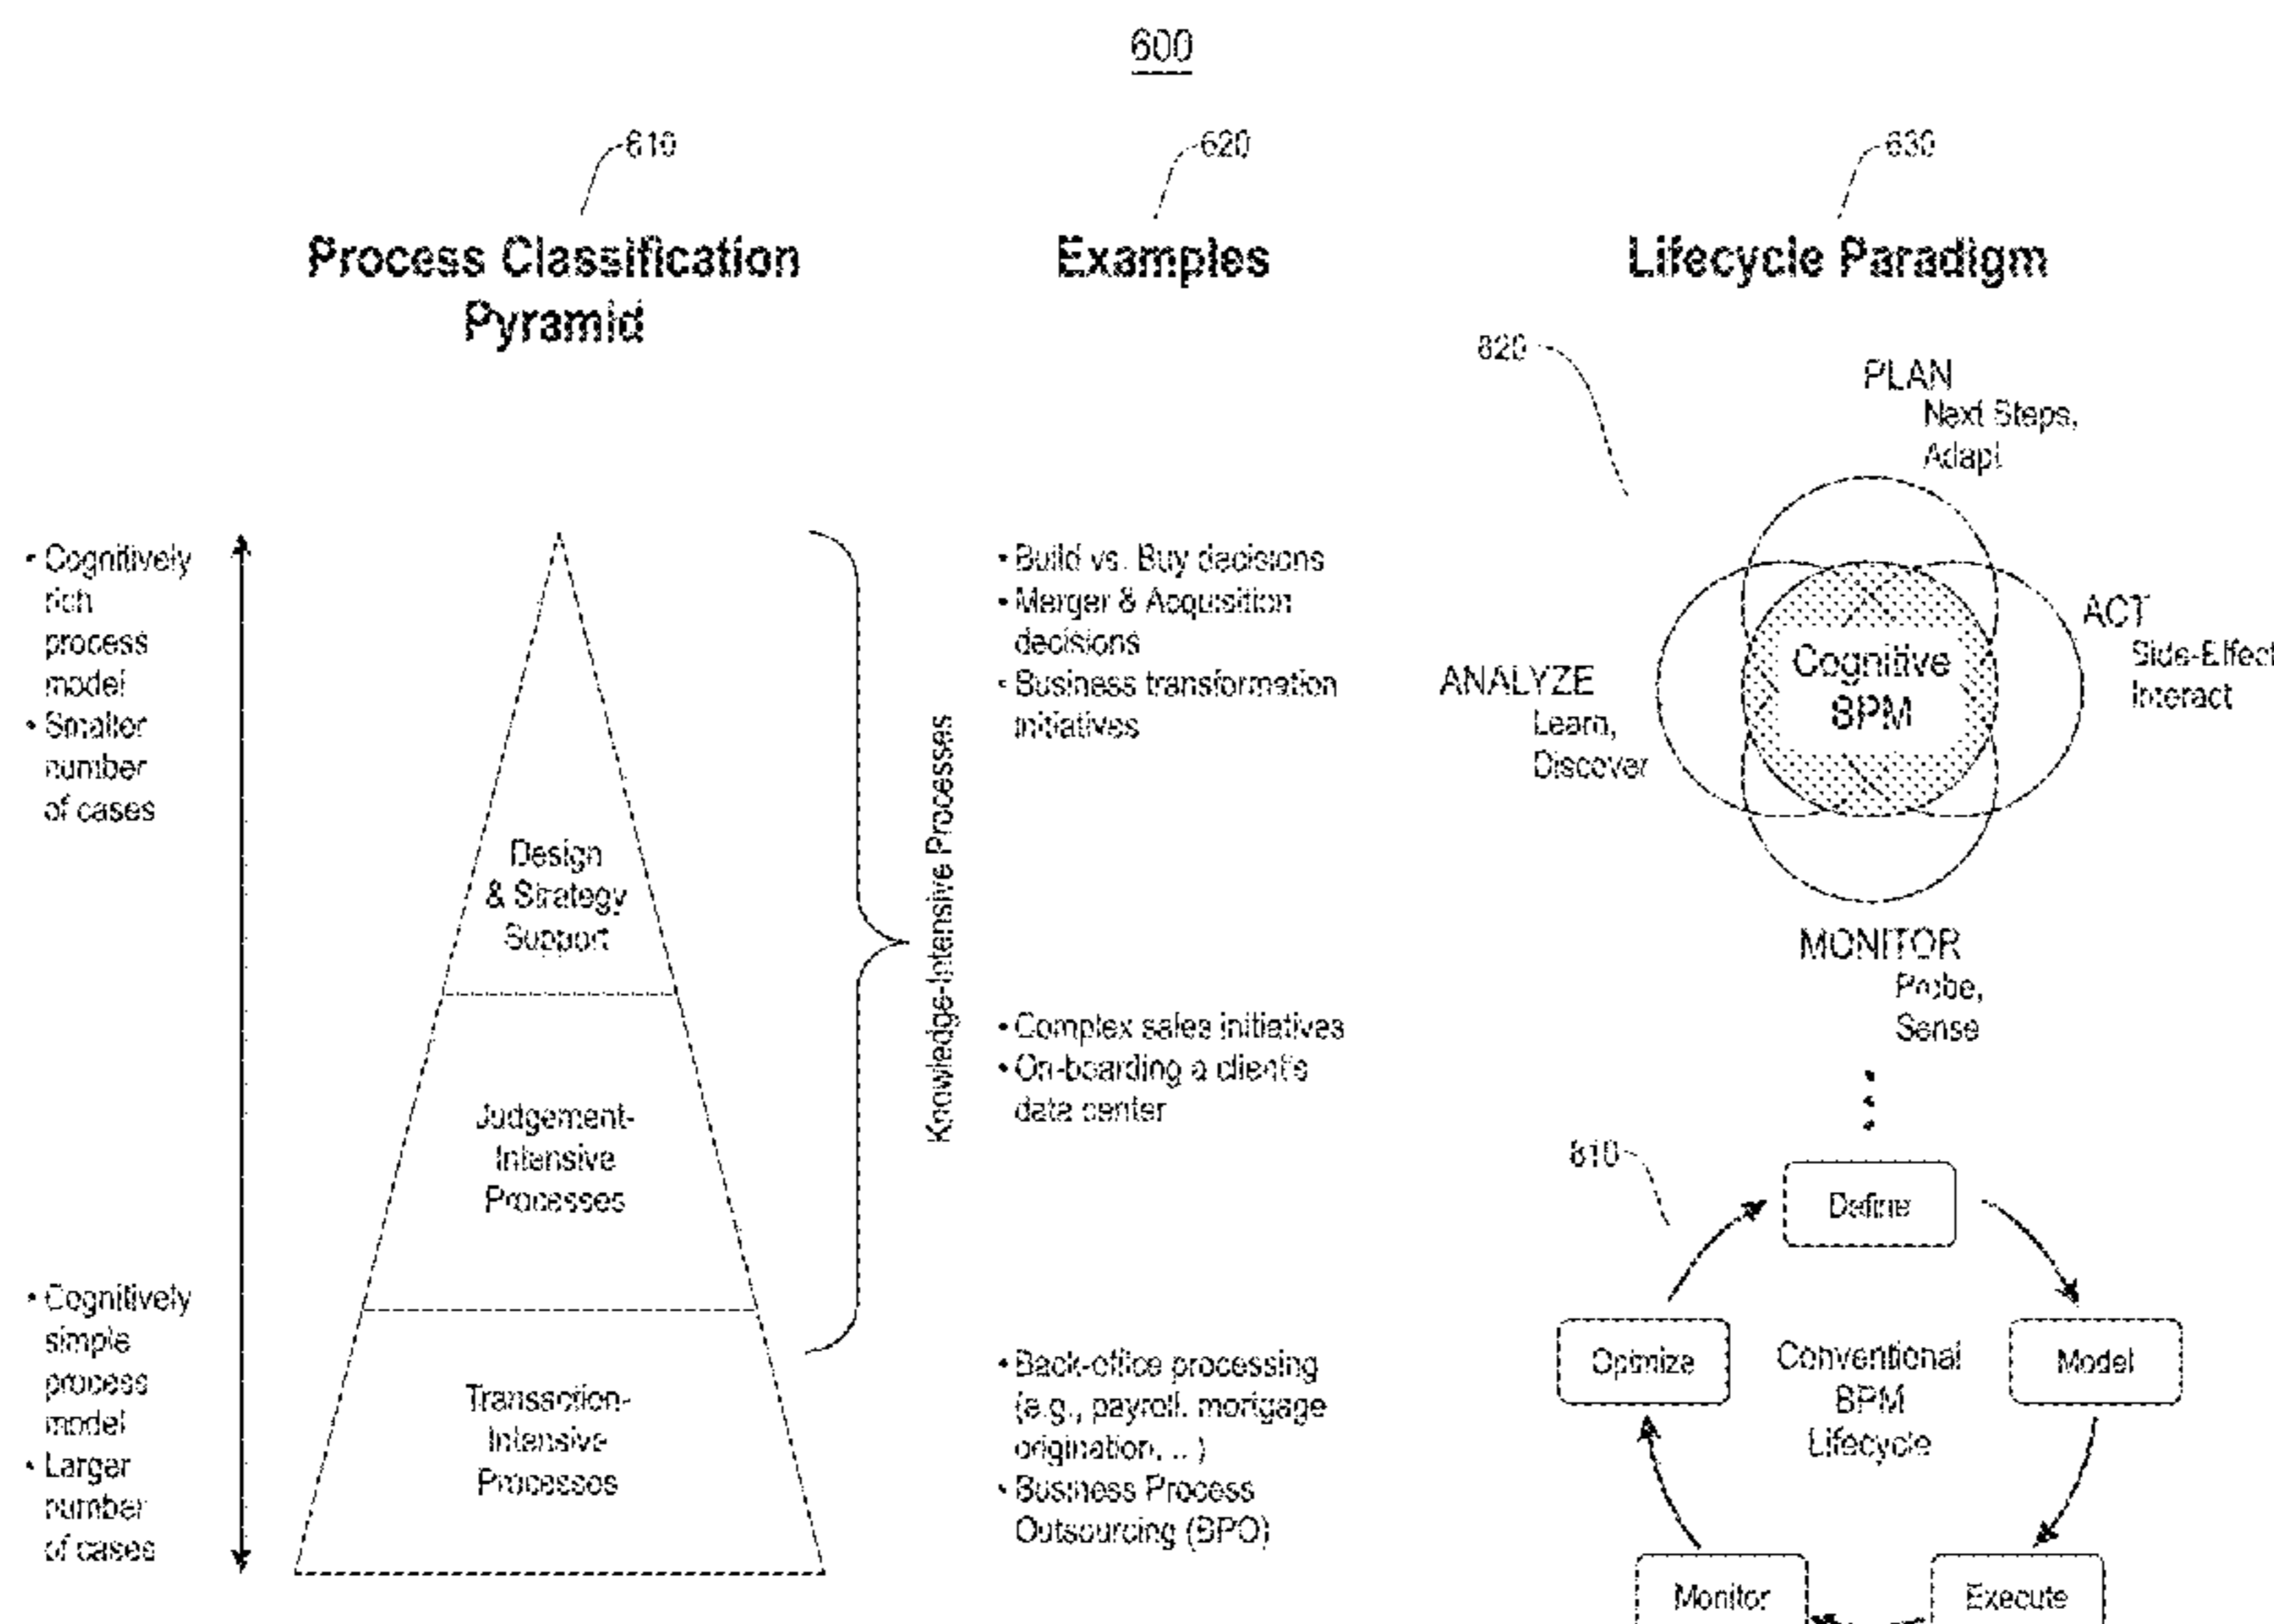 600
610
620
630
Process Classification
Pyramid
Examples
Lifecycle Paradigm
• Cognitively
rich
process
model
• Smaller
number
of cases
• Cognitively
simple
process
model
• Larger
number
of cases
Design
& Strategy
Support
Judgement-
Intensive
Processes
Transaction-
Intensive
Processes
Knowledge-Intensive Processes
• Build vs. Buy decisions
• Merger & Acquisition
decisions
• Business transformation
initiatives
• Complex sales initiatives
• On-boarding a client's
data center
• Back-office processing
(e.g., payroll, mortgage
origination, ...)
• Business Process
Outsourcing (BPO)
PLAN
Next Steps,
Adapt
ACT
Side-Effect
Interact
Cognitive
BPM
ANALYZE
Learn,
Discover
MONITOR
Probe,
Sense
Define
Optimize
Conventional
BPM
Lifecycle
Model
Monitor
Execute